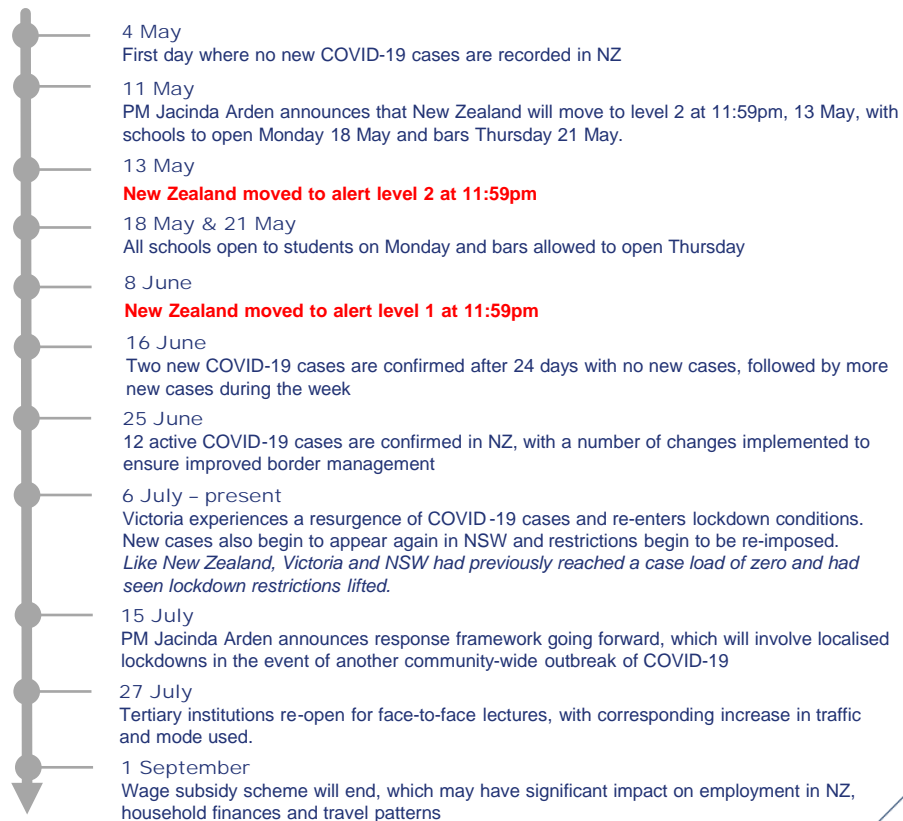 4 May
First day where no new COVID-19 cases are recorded in NZ
11 May
PM Jacinda Arden announces that New Zealand will move to level 2 at 11:59pm, 13 May, with
schools to open Monday 18 May and bars Thursday 21 May.
13 May
New Zealand moved to alert level 2 at 11:59pm
18 May & 21 May
All schools open to students on Monday and bars allowed to open Thursday
8 June
New Zealand moved to alert level 1 at 11:59pm
16 June
Two new COVID-19 cases are confirmed after 24 days with no new cases, followed by more
new cases during the week
25 June
12 active COVID-19 cases are confirmed in NZ, with a number of changes implemented to
ensure improved border management
6 July – present
Victoria experiences a resurgence of COVID-19 cases and re-enters lockdown conditions.
New cases also begin to appear again in NSW and restrictions begin to be re-imposed.
Like New Zealand, Victoria and NSW had previously reached a case load of zero and had
seen lockdown restrictions lifted.
15 July
PM Jacinda Arden announces response framework going forward, which will involve localised
lockdowns in the event of another community-wide outbreak of COVID-19
27 July
Tertiary institutions re-open for face-to-face lectures, with corresponding increase in traffic
and mode used.
1 September
Wage subsidy scheme will end, which may have significant impact on employment in NZ,
household finances and travel patterns